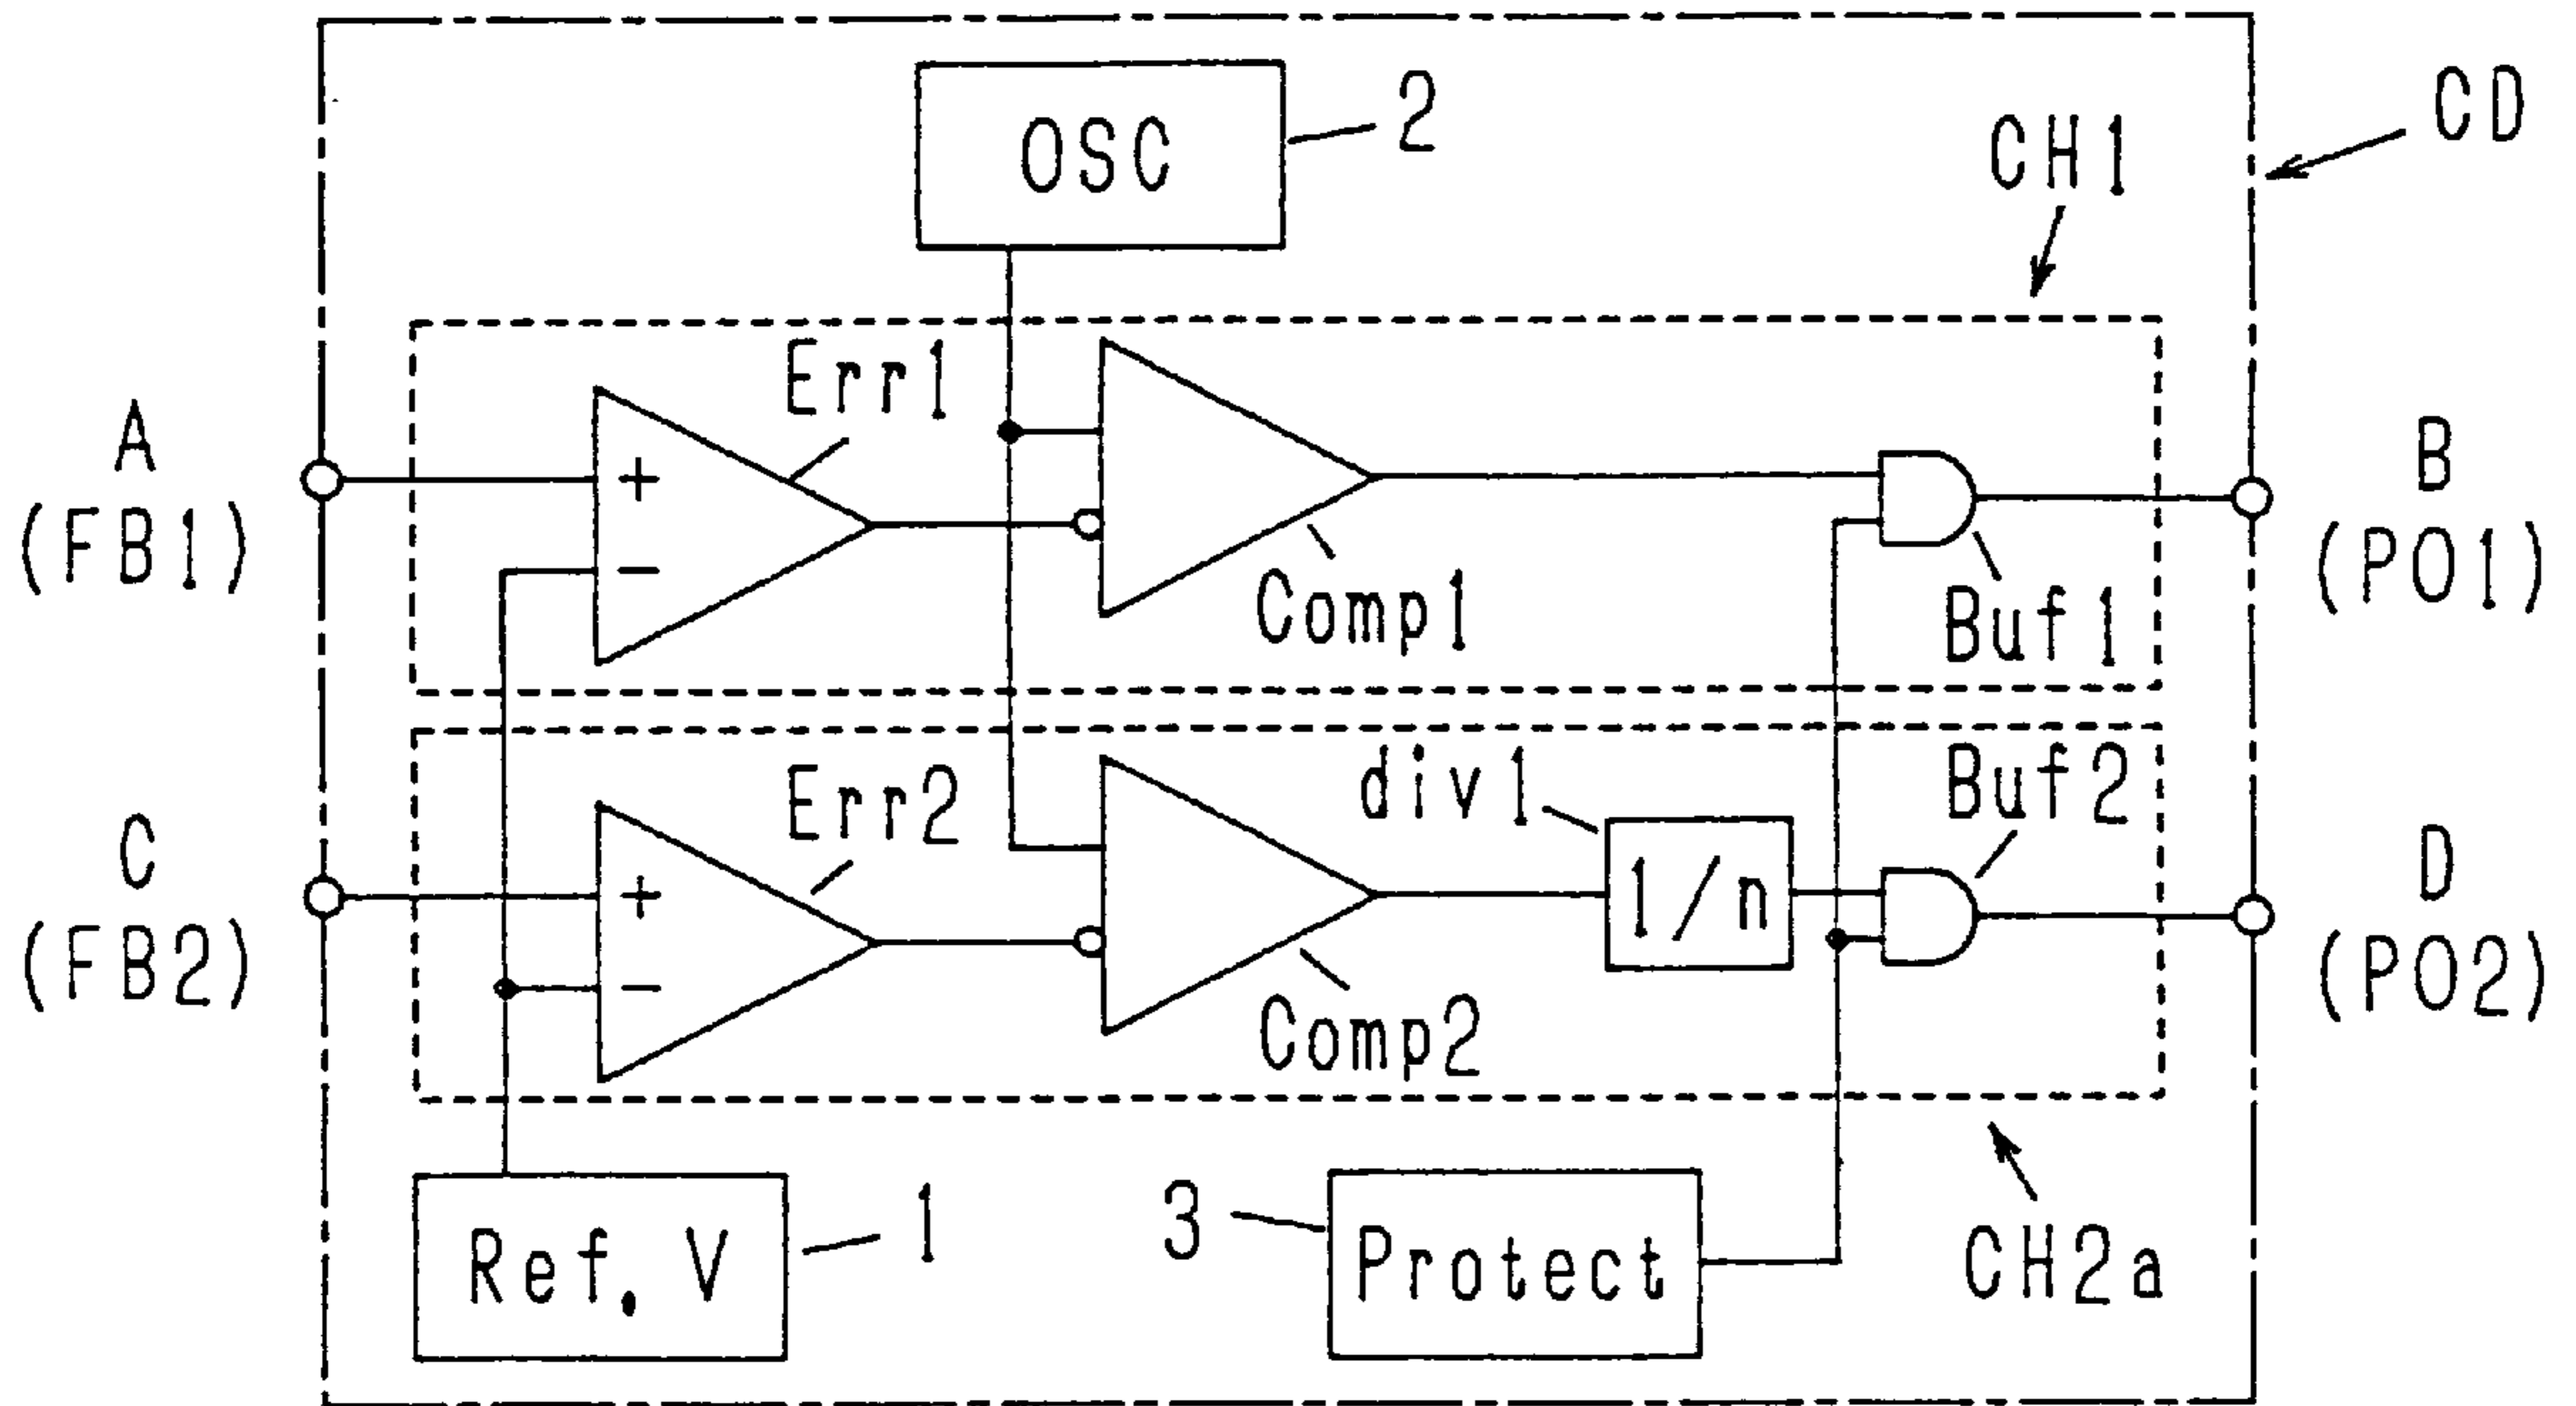 OSC
2
CH1
CD
Err1
A
(FB1)
Comp1
Buf1
B
(PO1)
+
−
Err2
div1
Buf2
C
(FB2)
1/n
D
(PO2)
+
−
Comp2
Ref. V
1
3
Protect
CH2a